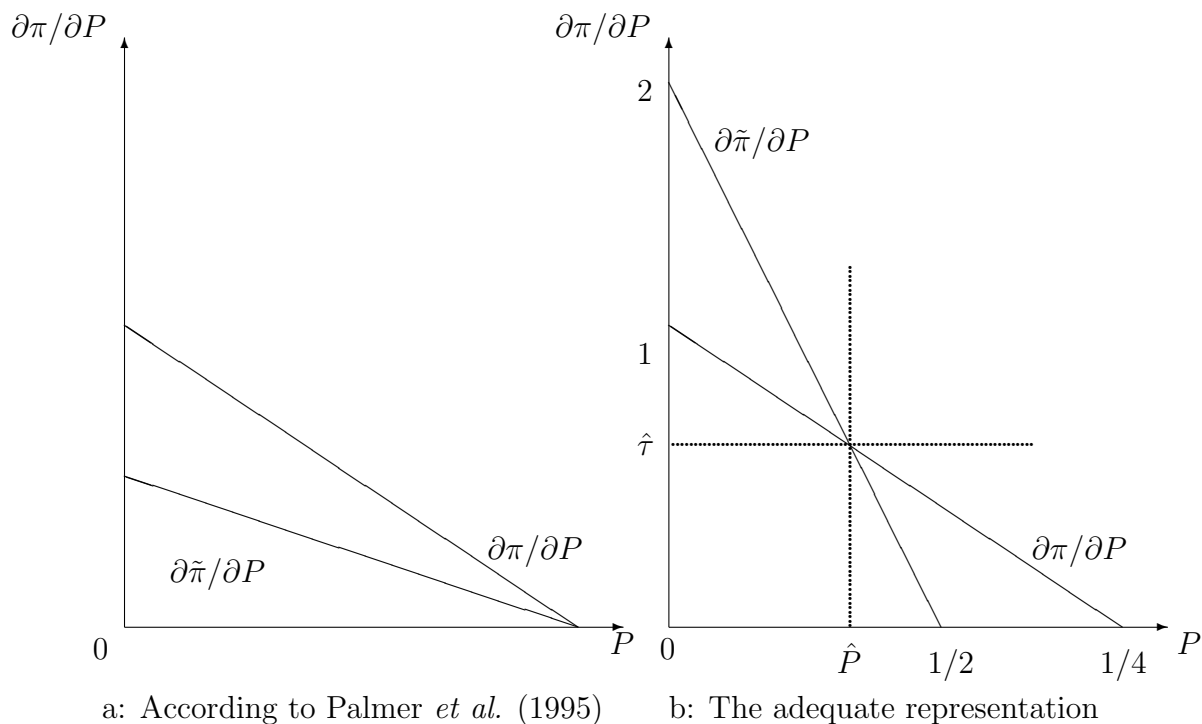 ∂π/∂P
∂π/∂P
∂π̃/∂P
0
P
a: According to Palmer et al. (1995)
∂π/∂P
2
∂π̃/∂P
1
τ̂
∂π/∂P
0
P̂
1/2
1/4
P
b: The adequate representation